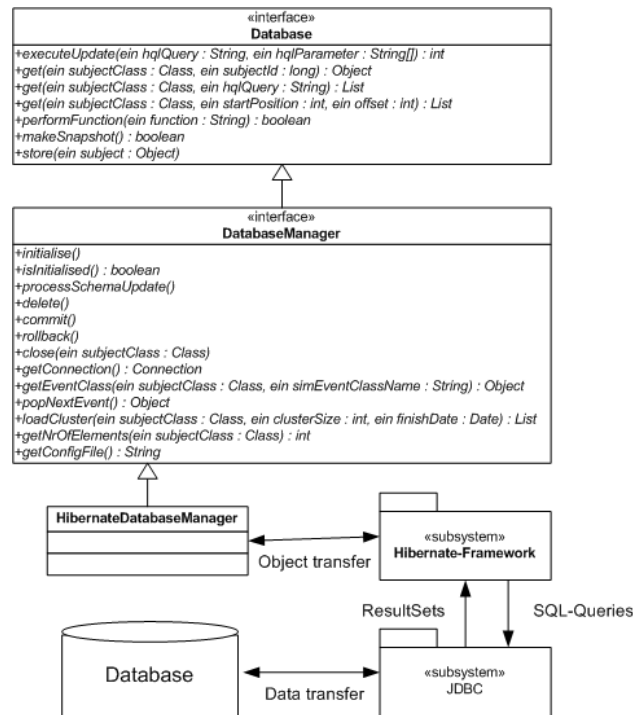 «interface»
Database
+executeUpdate(ein hqlQuery : String, ein hqlParameter : String[]) : int
+get(ein subjectClass : Class, ein subjectId : long) : Object
+get(ein subjectClass : Class, ein hqlQuery : String) : List
+get(ein subjectClass : Class, ein startPosition : int, ein offset : int) : List
+performFunction(ein function : String) : boolean
+makeSnapshot() : boolean
+store(ein subject : Object)
«interface»
DatabaseManager
+initialise()
+isInitialised() : boolean
+processSchemaUpdate()
+delete()
+commit()
+rollback()
+close(ein subjectClass : Class)
+getConnection() : Connection
+getEventClass(ein subjectClass : Class, ein simEventClassName : String) : Object
+popNextEvent() : Object
+loadCluster(ein subjectClass : Class, ein clusterSize : int, ein finishDate : Date) : List
+getNrOfElements(ein subjectClass : Class) : int
+getConfigFile() : String
HibernateDatabaseManager
Object transfer
«subsystem»
Hibernate-Framework
ResultSets
SQL-Queries
Database
Data transfer
«subsystem»
JDBC